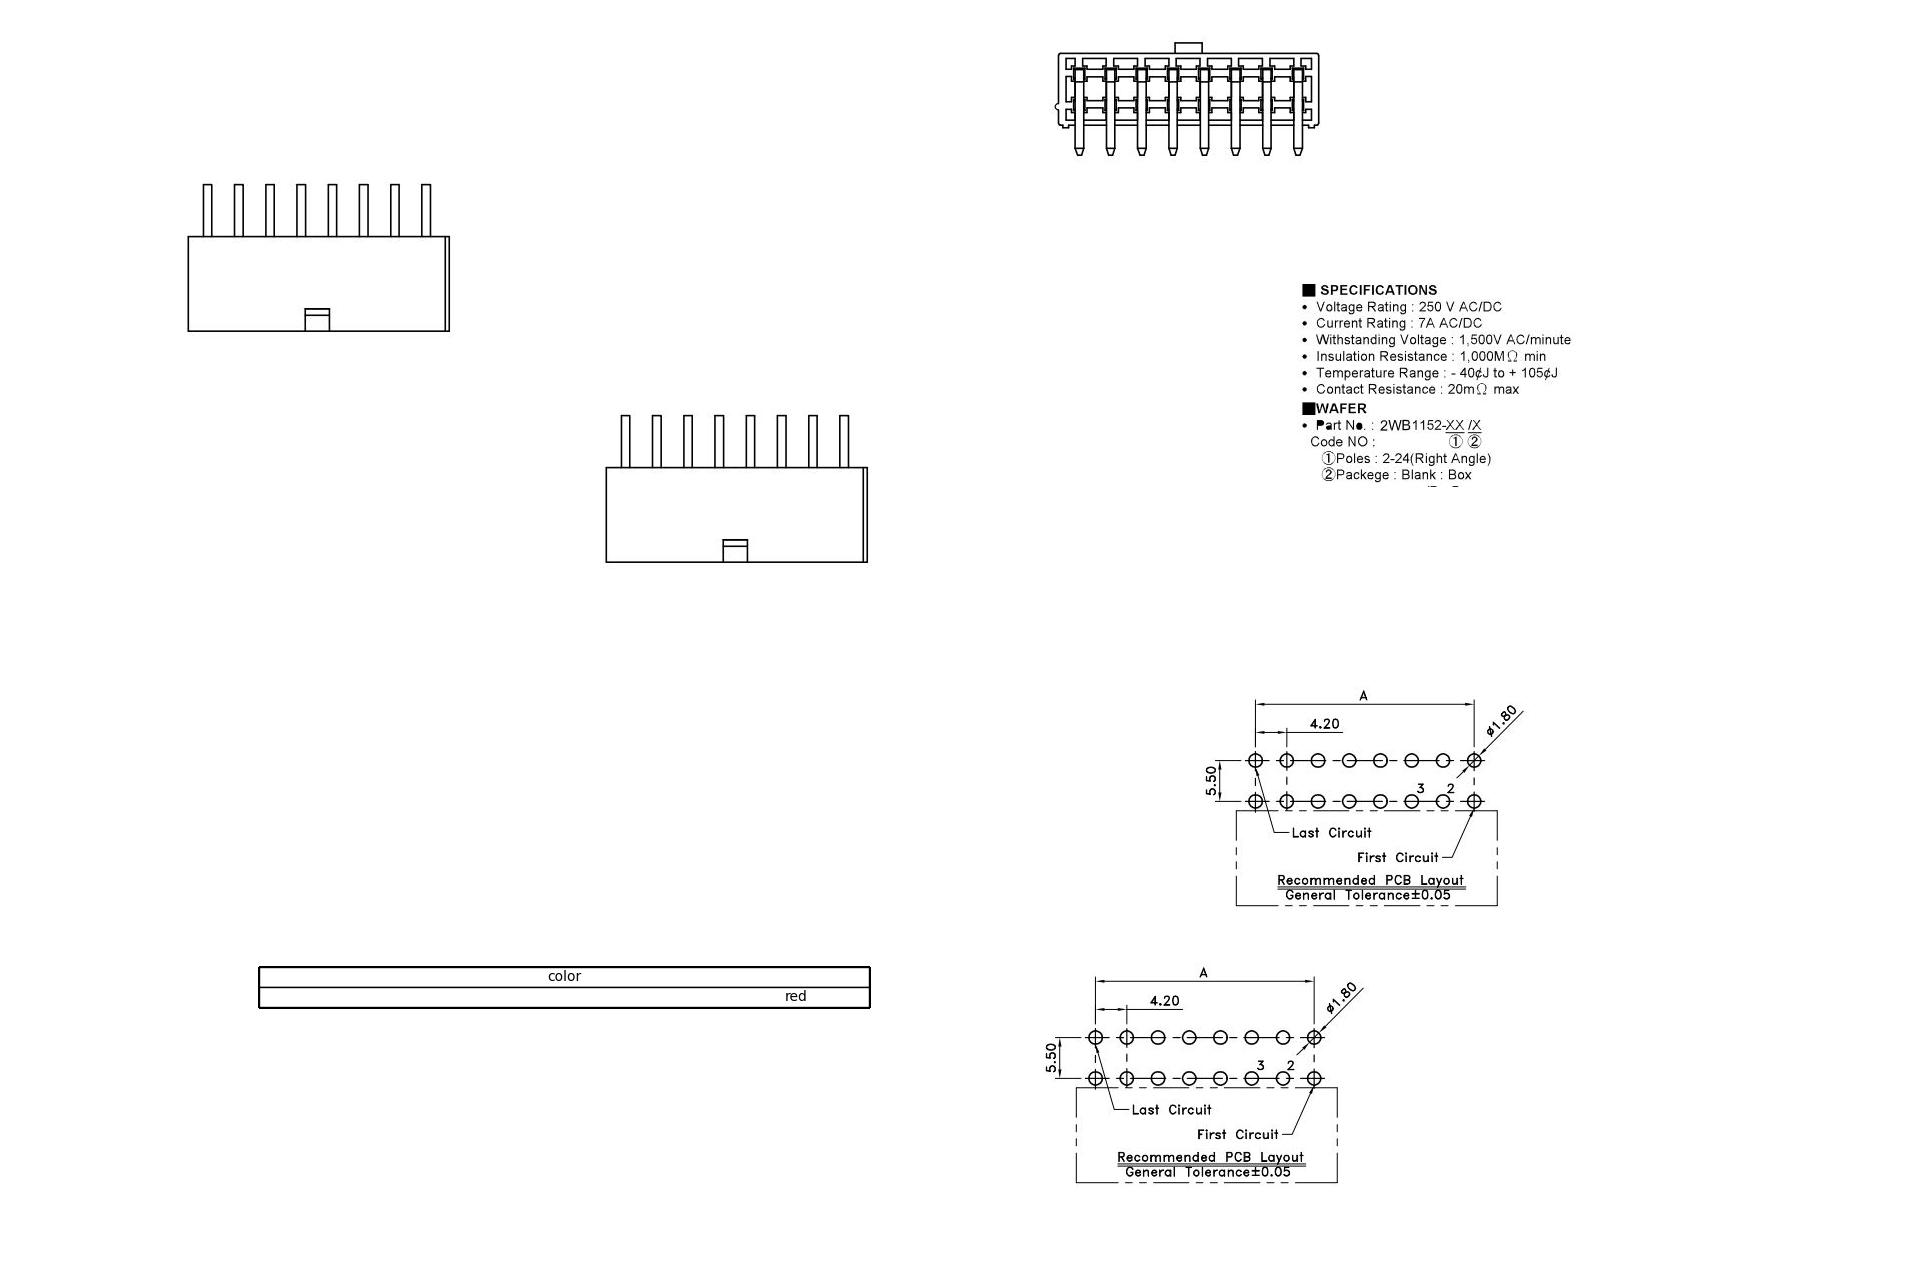 ■ SPECIFICATIONS
• Voltage Rating : 250 V AC/DC
• Current Rating : 7A AC/DC
• Withstanding Voltage : 1,500V AC/minute
• Insulation Resistance : 1,000MΩ min
• Temperature Range : - 40¢J to + 105¢J
• Contact Resistance : 20mΩ max
■WAFER
• Part No. : 2WB1152-XX /X
Code NO : ① ②
①Poles : 2-24(Right Angle)
②Packege : Blank : Box
A
4.20
ø1.80
5.50
3 2
Last Circuit
First Circuit
Recommended PCB Layout
General Tolerance±0.05
color
red
A
4.20
ø1.80
5.50
3 2
Last Circuit
First Circuit
Recommended PCB Layout
General Tolerance±0.05